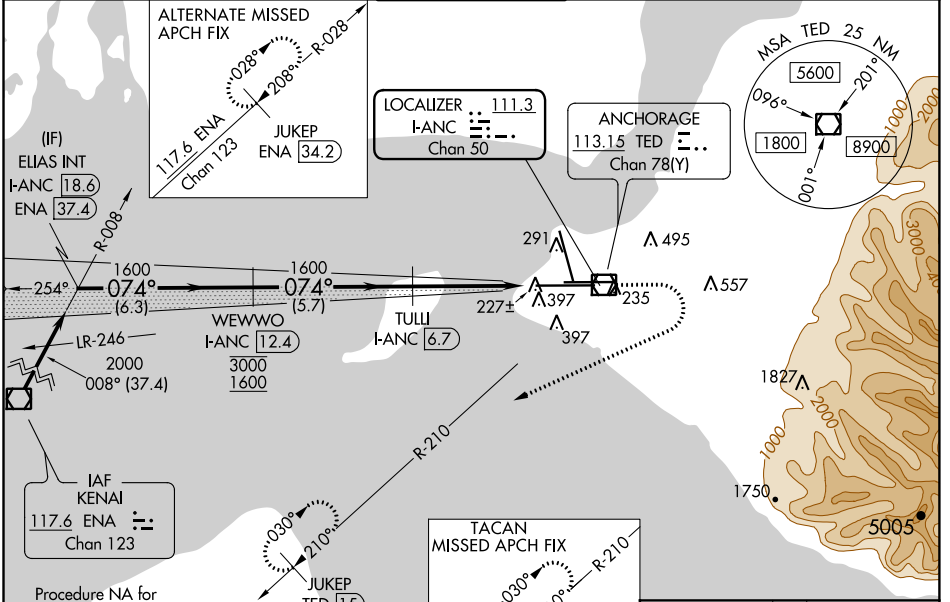 ALTERNATE MISSED
APCH FIX
R-028
028°
208°
117.6 ENA
Chan 123
JUKEP
ENA 34.2
LOCALIZER 111.3
I-ANC
Chan 50
ANCHORAGE
113.15 TED
Chan 78(Y)
MSA TED 25 NM
5600
201°
096°
1800
8900
001°
1000
2000
(IF)
ELIAS INT
I-ANC 18.6
ENA 37.4
R-008
291
495
3000
254°
1600
074°
(6.3)
1600
074°
(5.7)
227±
397
235
557
397
WEWWO
I-ANC 12.4
3000
1600
TULLI
I-ANC 6.7
LR-246
2000
008° (37.4)
1827
2000
1000
R-210
1750
5005
IAF
KENAI
117.6 ENA
Chan 123
030°
210°
JUKEP
TACAN
MISSED APCH FIX
R-210
030°
Procedure NA for